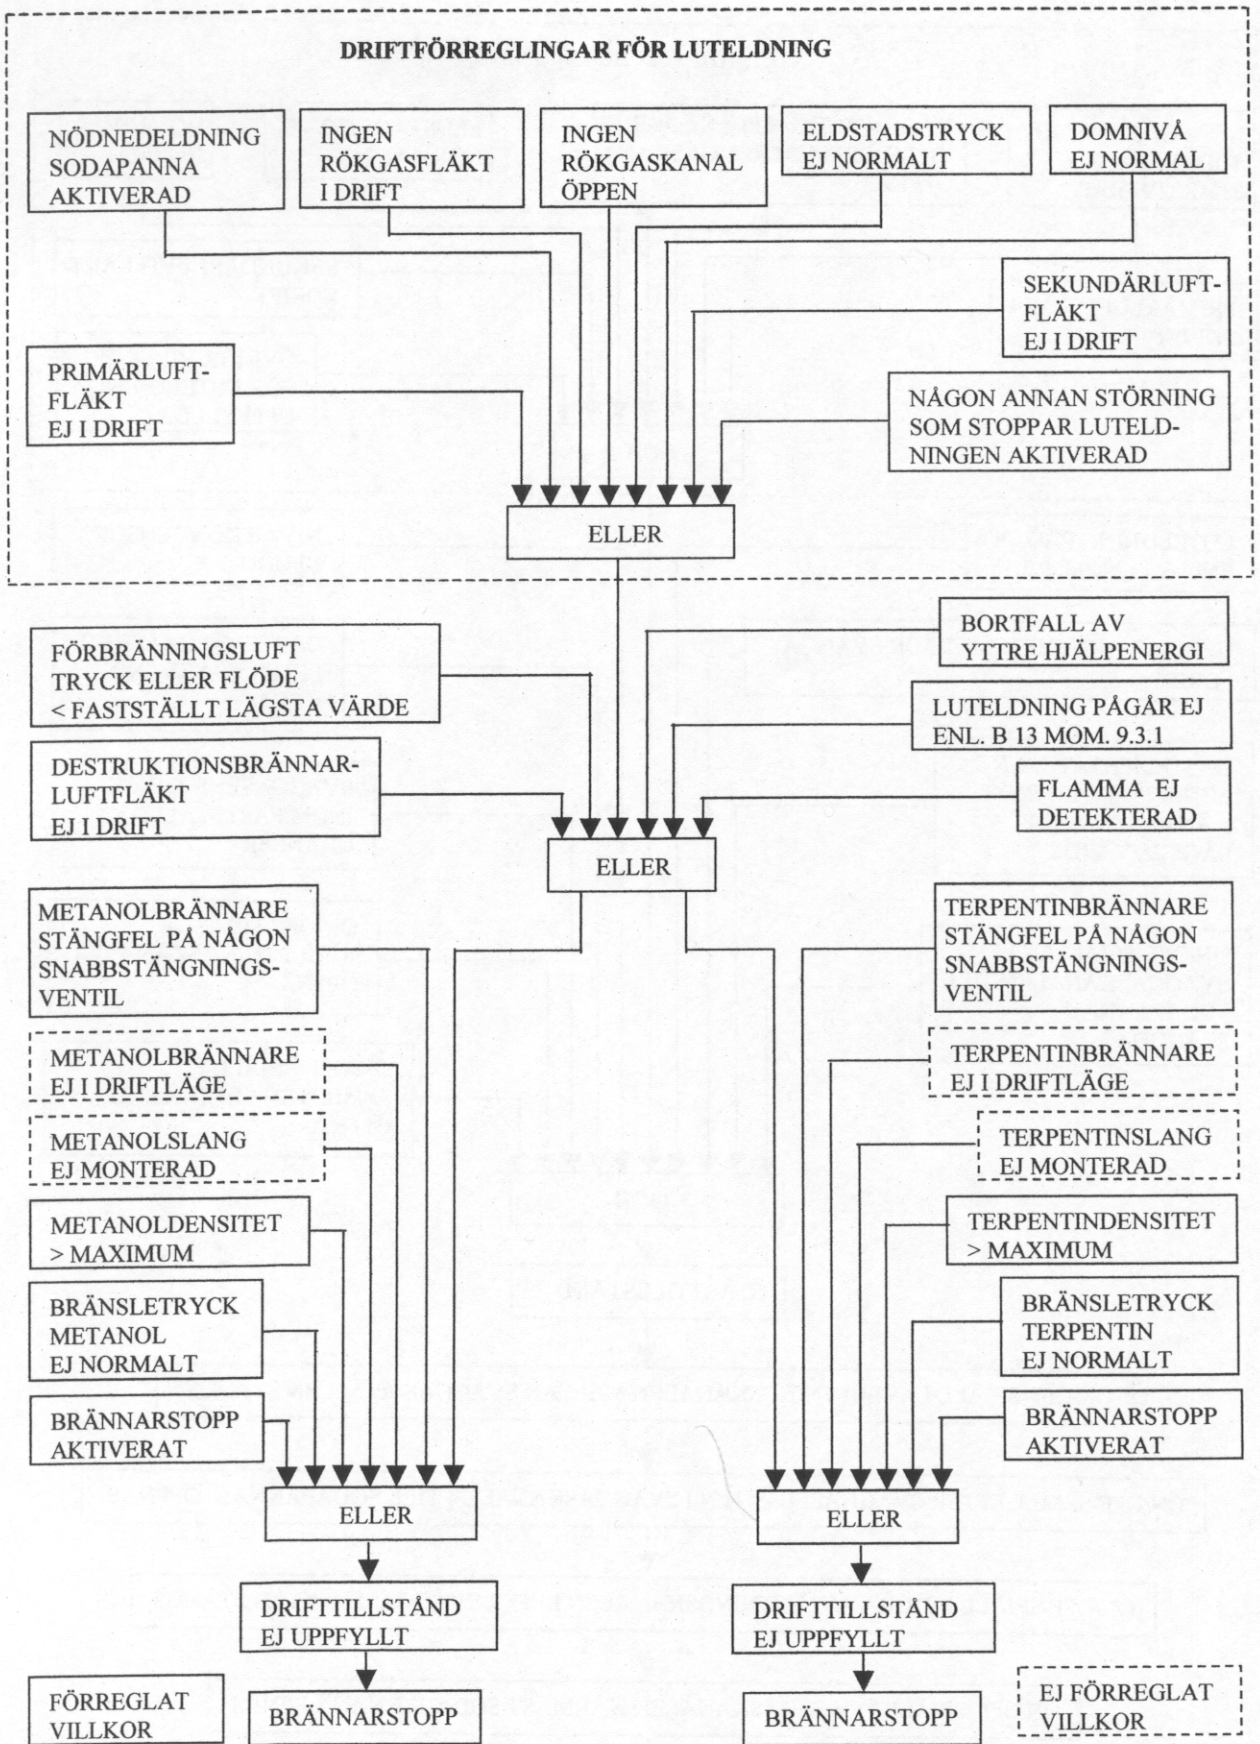 DRIFTFÖRREGLINGAR FÖR LUTELDNING
NÖDNEDELDNING
SODAPANNA
AKTIVERAD
INGEN
RÖKGASFLÄKT
I DRIFT
INGEN
RÖKGASKANAL
ÖPPEN
ELDSTADSTRYCK
EJ NORMALT
DOMNIVÅ
EJ NORMAL
SEKUNDÄRLUFT-
FLÄKT
EJ I DRIFT
PRIMÄRLUFT-
FLÄKT
EJ I DRIFT
NÅGON ANNAN STÖRNING
SOM STOPPAR LUTELD-
NINGEN AKTIVERAD
ELLER
FÖRBRÄNNINGSLUFT
TRYCK ELLER FLÖDE
< FASTSTÄLLT LÄGSTA VÄRDE
BORTFALL AV
YTTRE HJÄLPENERGI
LUTELDNING PÅGÅR EJ
ENL. B 13 MOM. 9.3.1
DESTRUKTIONSBRÄNNAR-
LUFTFLÄKT
EJ I DRIFT
FLAMMA EJ
DETEKTERAD
ELLER
METANOLBRÄNNARE
STÄNGFEL PÅ NÅGON
SNABBSTÄNGNINGS-
VENTIL
TERPENTINBRÄNNARE
STÄNGFEL PÅ NÅGON
SNABBSTÄNGNINGS-
VENTIL
METANOLBRÄNNARE
EJ I DRIFTLÄGE
TERPENTINBRÄNNARE
EJ I DRIFTLÄGE
METANOLSLANG
EJ MONTERAD
TERPENTINSLANG
EJ MONTERAD
METANOLDENSITET
> MAXIMUM
TERPENTINDENSITET
> MAXIMUM
BRÄNSLETRYCK
METANOL
EJ NORMALT
BRÄNSLETRYCK
TERPENTIN
EJ NORMALT
BRÄNNARSTOPP
AKTIVERAT
BRÄNNARSTOPP
AKTIVERAT
ELLER
ELLER
DRIFTTILLSTÅND
EJ UPPFYLLT
DRIFTTILLSTÅND
EJ UPPFYLLT
FÖRREGLAT
VILLKOR
BRÄNNARSTOPP
BRÄNNARSTOPP
EJ FÖRREGLAT
VILLKOR